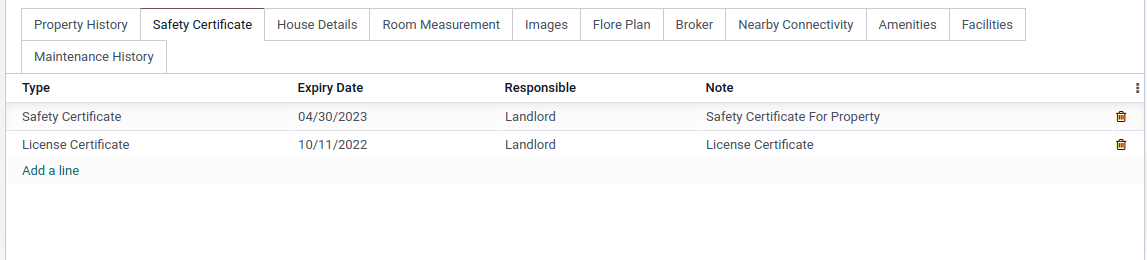 Property History Safety Certificate House Details Room Measurement Images Flore Plan Broker Nearby Connectivity Amenities Facilities
Maintenance History
Type Expiry Date Responsible Note
Safety Certificate 04/30/2023 Landlord Safety Certificate For Property
License Certificate 10/11/2022 Landlord License Certificate
Add a line